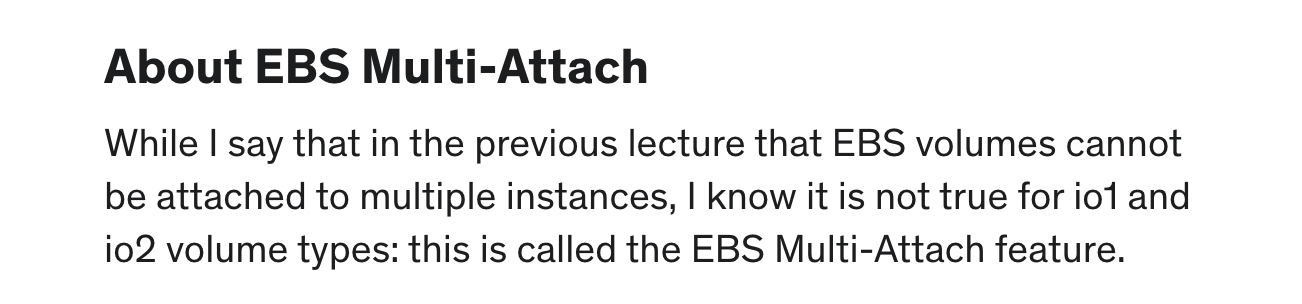 About EBS Multi-Attach
While I say that in the previous lecture that EBS volumes cannot
be attached to multiple instances, I know it is not true for io1 and
io2 volume types: this is called the EBS Multi-Attach feature.